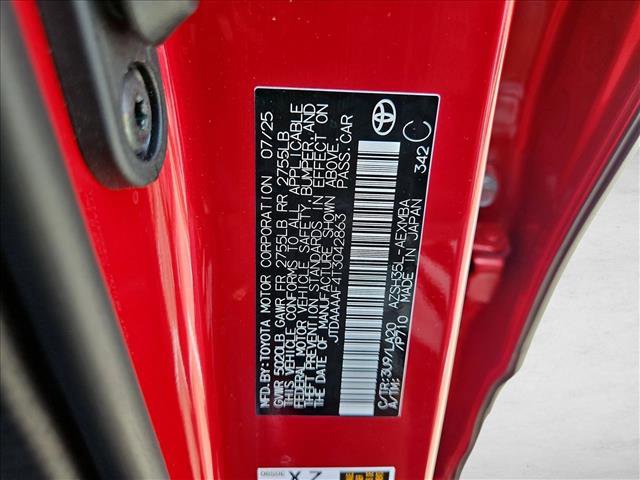 MFD.BY:TOYOTA MOTOR CORPORATION 07/25
GVWR 5020LB GAWR FR 2755LB RR 2755LB
THIS VEHICLE CONFORMS TO ALL APPLICABLE
FEDERAL MOTOR VEHICLE SAFETY, BUMPER, AND
THEFT PREVENTION STANDARDS IN EFFECT ON
THE DATE OF MANUFACTURE SHOWN ABOVE.
JTDAAAAF4T3042863 PASS.CAR
C/TR:3U9/LA20 AZSH35L-AEXMBA
A/TM: /P710 MADE IN JAPAN
342 C